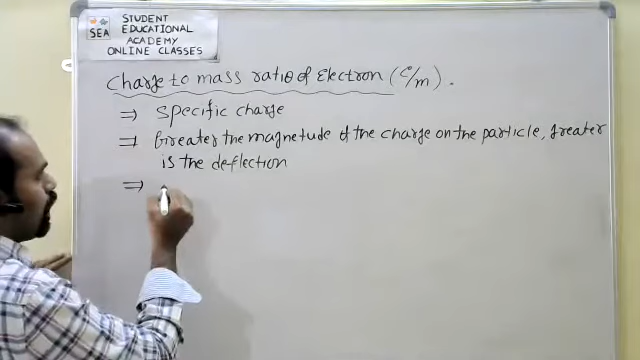 STUDENT
EDUCATIONAL
ACADEMY
ONLINE CLASSES
SEA
Charge to mass ratio of Electron (e/m).
⇒ Specific charge
⇒ Greater the magnetude of the charge on the particle, greater
is the deflection
⇒